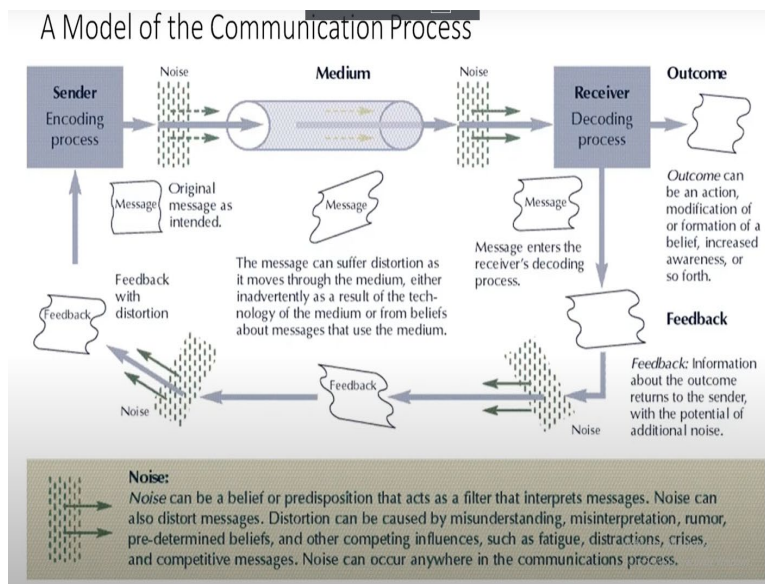 A Model of the Communication Process
Noise
Medium
Noise
Outcome
Sender
Encoding
process
Receiver
Decoding
process
Message
Original
message as
intended.
Message
Message
Outcome can
be an action,
modification of
or formation of a
belief, increased
awareness, or
so forth.
The message can suffer distortion as
it moves through the medium, either
inadvertently as a result of the tech-
nology of the medium or from beliefs
about messages that use the medium.
Message enters the
receiver's decoding
process.
Feedback
with
distortion
Feedback
Feedback
Feedback
Feedback: Information
about the outcome
returns to the sender,
with the potential of
additional noise.
Noise
Noise
Noise:
Noise can be a belief or predisposition that acts as a filter that interprets messages. Noise can
also distort messages. Distortion can be caused by misunderstanding, misinterpretation, rumor,
pre-determined beliefs, and other competing influences, such as fatigue, distractions, crises,
and competitive messages. Noise can occur anywhere in the communications process.